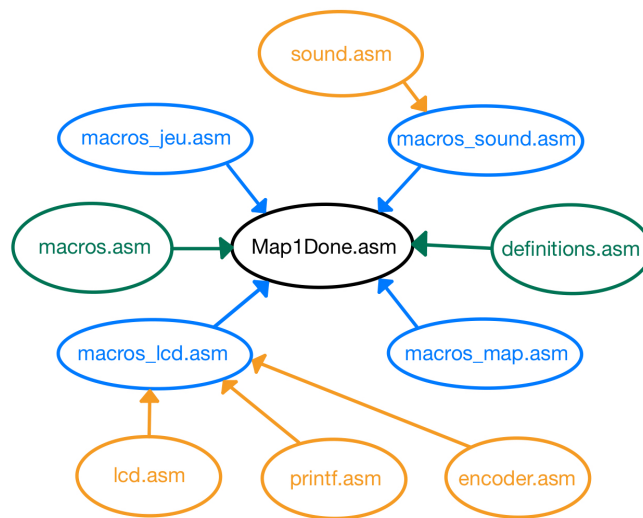 sound.asm
macros_jeu.asm
macros_sound.asm
macros.asm
Map1Done.asm
definitions.asm
macros_lcd.asm
macros_map.asm
lcd.asm
printf.asm
encoder.asm